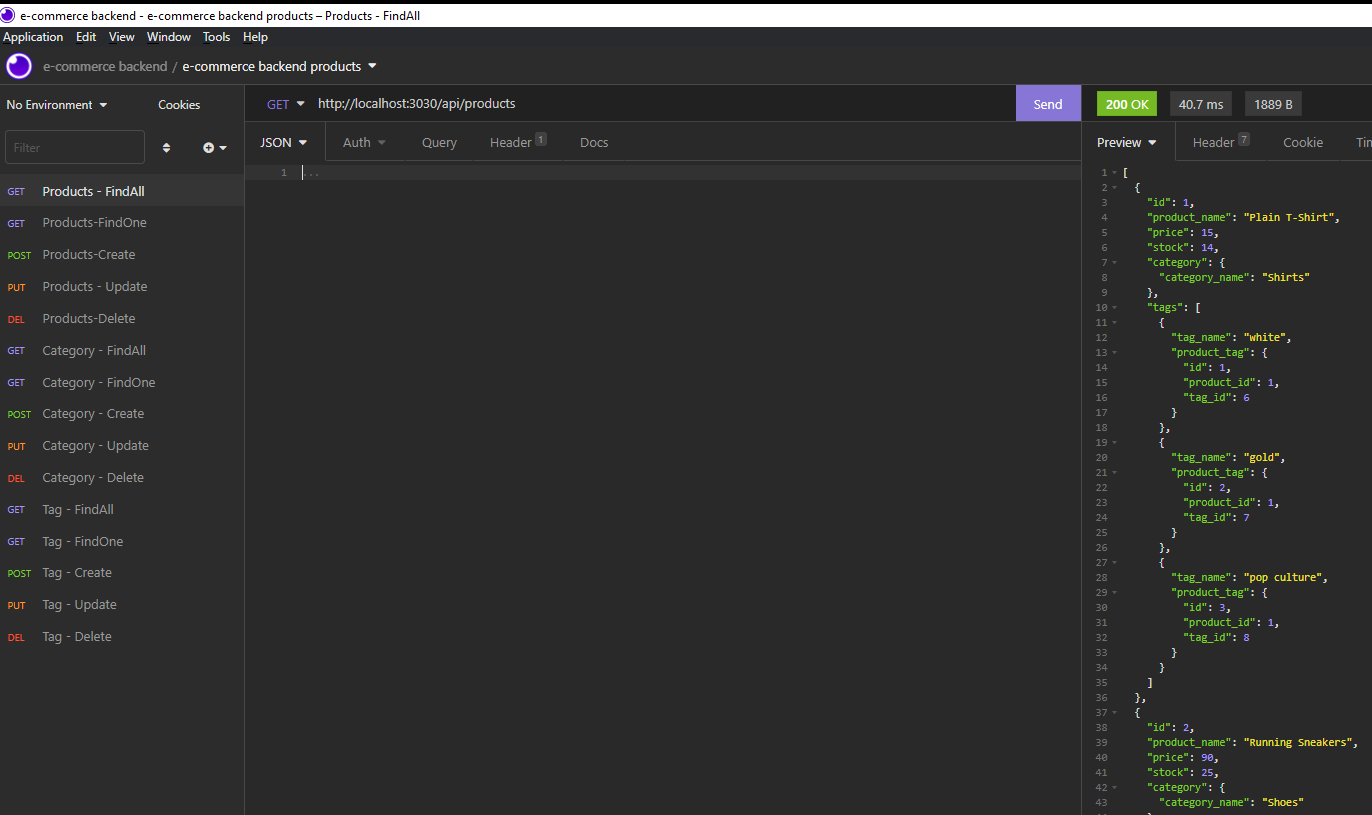 e-commerce backend - e-commerce backend products – Products - FindAll
Application Edit View Window Tools Help
e-commerce backend / e-commerce backend products
No Environment Cookies
Filter
GET Products - FindAll
GET Products-FindOne
POST Products-Create
PUT Products - Update
DEL Products-Delete
GET Category - FindAll
GET Category - FindOne
POST Category - Create
PUT Category - Update
DEL Category - Delete
GET Tag - FindAll
GET Tag - FindOne
POST Tag - Create
PUT Tag - Update
DEL Tag - Delete
GET http://localhost:3030/api/products Send
JSON Auth Query Header 1 Docs
1 ...
200 OK 40.7 ms 1889 B
Preview Header 7 Cookie Tim
1 [
2 {
3 "id": 1,
4 "product_name": "Plain T-Shirt",
5 "price": 15,
6 "stock": 14,
7 "category": {
8 "category_name": "Shirts"
9 },
10 "tags": [
11 {
12 "tag_name": "white",
13 "product_tag": {
14 "id": 1,
15 "product_id": 1,
16 "tag_id": 6
17 }
18 },
19 {
20 "tag_name": "gold",
21 "product_tag": {
22 "id": 2,
23 "product_id": 1,
24 "tag_id": 7
25 }
26 },
27 {
28 "tag_name": "pop culture",
29 "product_tag": {
30 "id": 3,
31 "product_id": 1,
32 "tag_id": 8
33 }
34 }
35 ]
36 },
37 {
38 "id": 2,
39 "product_name": "Running Sneakers",
40 "price": 90,
41 "stock": 25,
42 "category": {
43 "category_name": "Shoes"